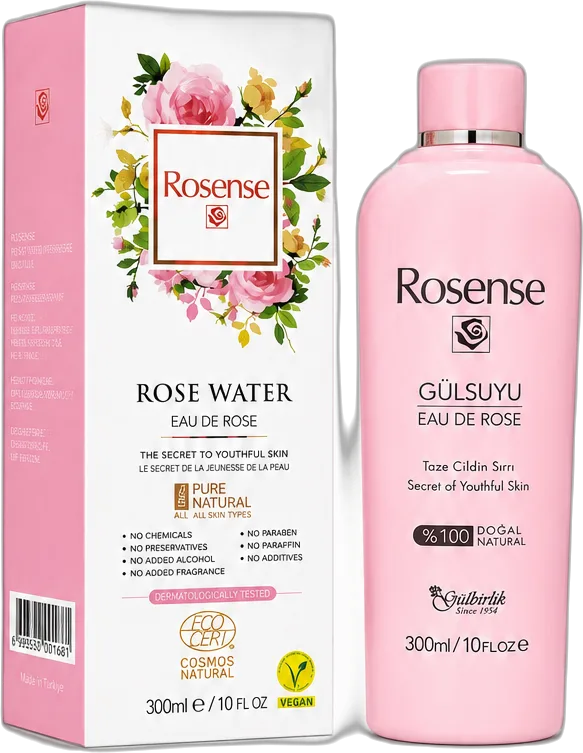 Rosense
ROSE WATER
EAU DE ROSE
THE SECRET TO YOUTHFUL SKIN
LE SECRET DE LA JEUNESSE DE LA PEAU
PURE
NATURAL
ALL ALL SKIN TYPES
• NO CHEMICALS
• NO PRESERVATIVES
• NO ADDED ALCOHOL
• NO ADDED FRAGRANCE
• NO PARABEN
• NO PARAFFIN
• NO ADDITIVES
DERMATOLOGICALLY TESTED
ECO
CERT
COSMOS
NATURAL
300ml e / 10 FL OZ
V
VEGAN
Made in Türkiye
Rosense
GÜLSUYU
EAU DE ROSE
Taze Cildin Sırrı
Secret of Youthful Skin
%100 DOĞAL
NATURAL
Gülbirlik
Since 1954
300ml/10FLOZe